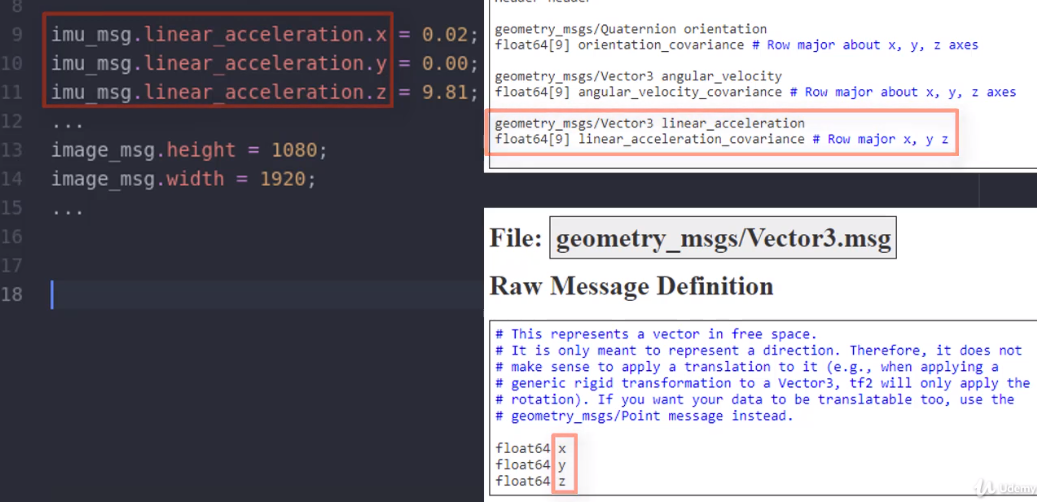 8
9 imu_msg.linear_acceleration.x = 0.02;
10 imu_msg.linear_acceleration.y = 0.00;
11 imu_msg.linear_acceleration.z = 9.81;
12 ...
13 image_msg.height = 1080;
14 image_msg.width = 1920;
15 ...
16
17
18
Header header
geometry_msgs/Quaternion orientation
float64[9] orientation_covariance # Row major about x, y, z axes
geometry_msgs/Vector3 angular_velocity
float64[9] angular_velocity_covariance # Row major about x, y, z axes
geometry_msgs/Vector3 linear_acceleration
float64[9] linear_acceleration_covariance # Row major x, y z
File: geometry_msgs/Vector3.msg
Raw Message Definition
# This represents a vector in free space.
# It is only meant to represent a direction. Therefore, it does not
# make sense to apply a translation to it (e.g., when applying a
# generic rigid transformation to a Vector3, tf2 will only apply the
# rotation). If you want your data to be translatable too, use the
# geometry_msgs/Point message instead.
float64 x
float64 y
float64 z
Udemy